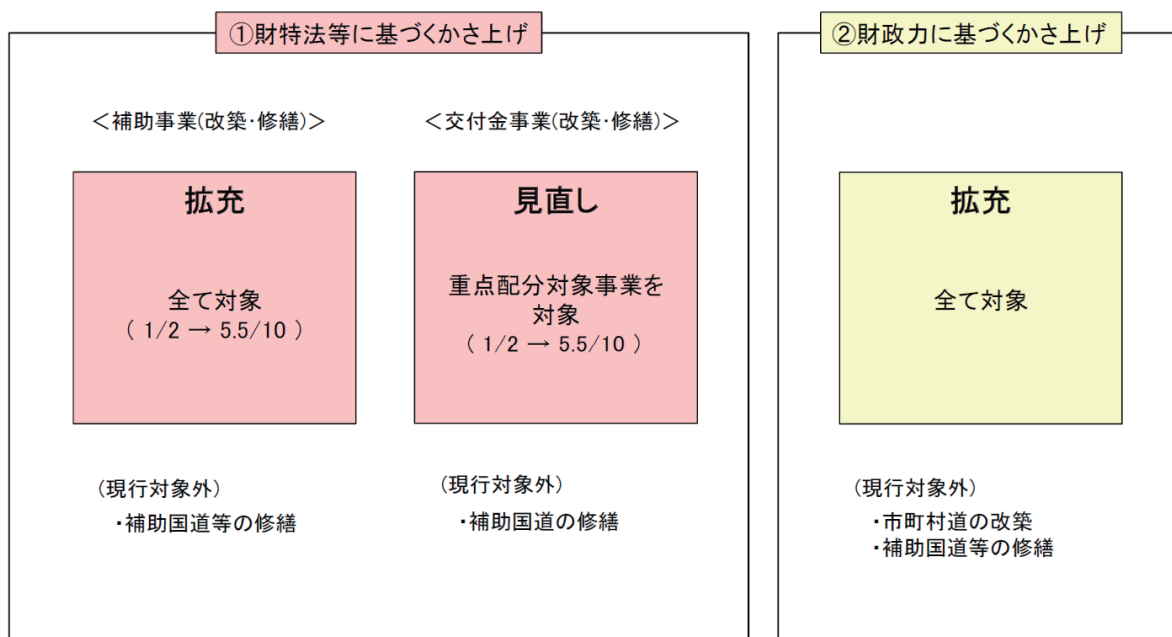 ①財特法等に基づくかさ上げ
＜補助事業(改築・修繕)＞
拡充
全て対象
（ 1/2 → 5.5/10 ）
（現行対象外）
・補助国道等の修繕
＜交付金事業(改築・修繕)＞
見直し
重点配分対象事業を
対象
（ 1/2 → 5.5/10 ）
（現行対象外）
・補助国道の修繕
②財政力に基づくかさ上げ
拡充
全て対象
（現行対象外）
・市町村道の改築
・補助国道等の修繕